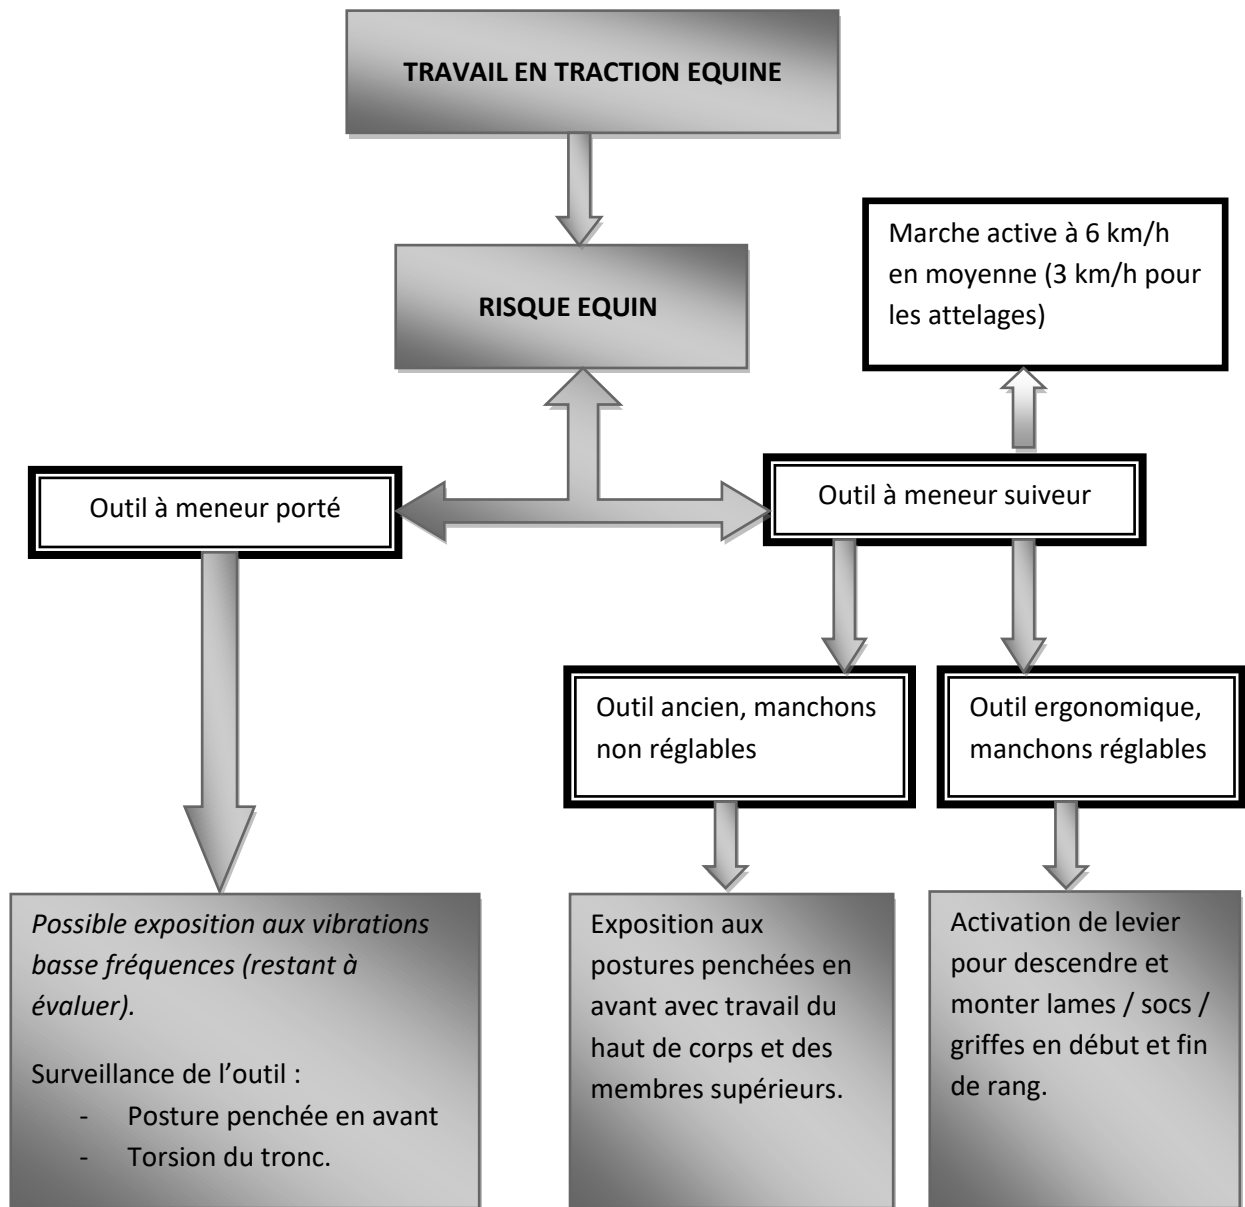 TRAVAIL EN TRACTION EQUINE
RISQUE EQUIN
Marche active à 6 km/h
en moyenne (3 km/h pour
les attelages)
Outil à meneur porté
Outil à meneur suiveur
Outil ancien, manchons
non réglables
Outil ergonomique,
manchons réglables
Possible exposition aux vibrations
basse fréquences (restant à
évaluer).
Surveillance de l’outil :
- Posture penchée en avant
- Torsion du tronc.
Exposition aux
postures penchées en
avant avec travail du
haut de corps et des
membres supérieurs.
Activation de levier
pour descendre et
monter lames / socs /
griffes en début et fin
de rang.